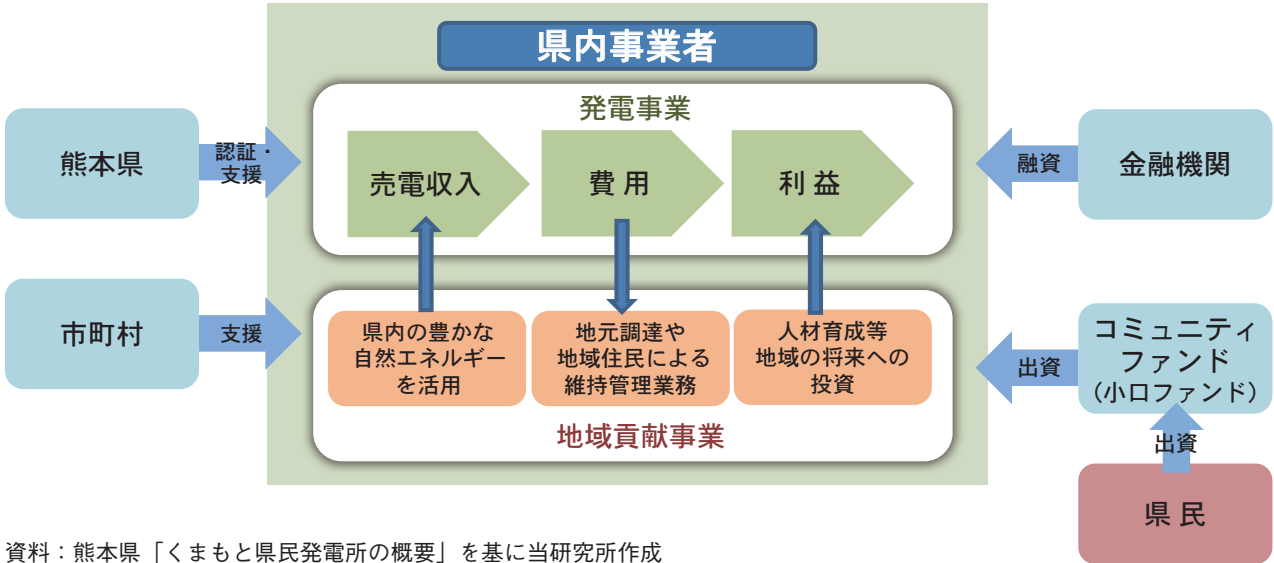 県内事業者
発電事業
売電収入
費 用
利 益
熊本県
認証・
支援
市町村
支援
県内の豊かな
自然エネルギー
を活用
地元調達や
地域住民による
維持管理業務
人材育成等
地域の将来への
投資
地域貢献事業
融資
金融機関
出資
コミュニティ
ファンド
（小口ファンド）
出資
県 民
資料：熊本県「くまもと県民発電所の概要」を基に当研究所作成